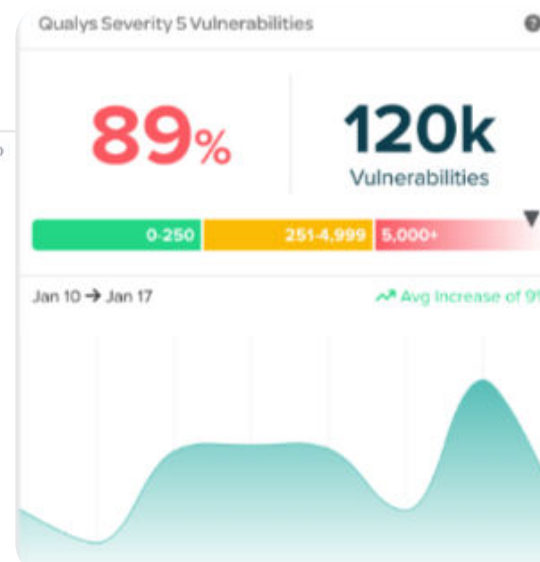 Qualys Severity 5 Vulnerabilities
89%
120k
Vulnerabilities
0-250
251-4,999
5,000+
Jan 10 → Jan 17
Avg Increase of 9%